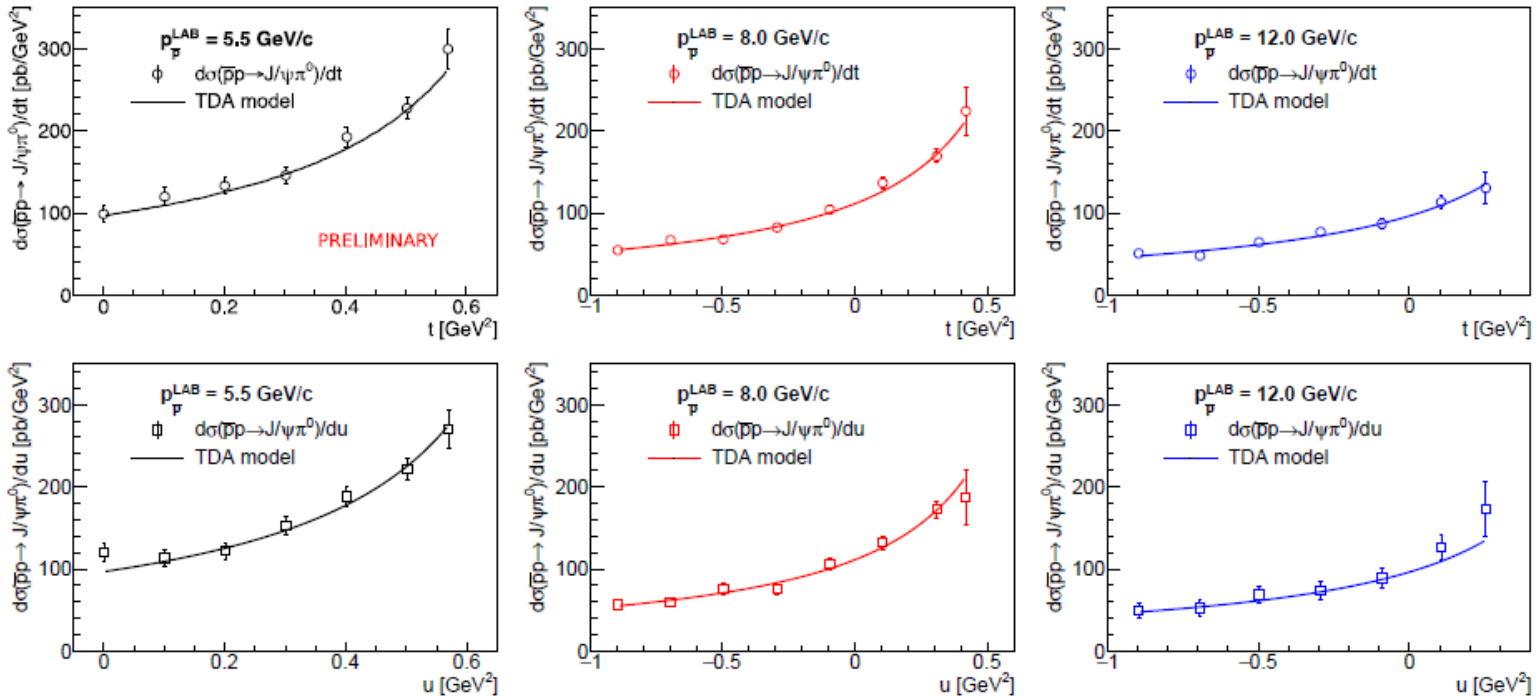 dσ(p̅p→ J/ψπ⁰)/dt [pb/GeV²]
300
200
100
0
p_p̅^LAB = 5.5 GeV/c
dσ(p̅p→J/ψπ⁰)/dt
TDA model
PRELIMINARY
0 0.2 0.4 0.6
t [GeV²]
dσ(p̅p→ J/ψπ⁰)/dt [pb/GeV²]
300
200
100
0
p_p̅^LAB = 8.0 GeV/c
dσ(p̅p→J/ψπ⁰)/dt
TDA model
−1 −0.5 0 0.5
t [GeV²]
dσ(p̅p→ J/ψπ⁰)/dt [pb/GeV²]
300
200
100
0
p_p̅^LAB = 12.0 GeV/c
dσ(p̅p→J/ψπ⁰)/dt
TDA model
−1 −0.5 0
t [GeV²]
dσ(p̅p→ J/ψπ⁰)/du [pb/GeV²]
300
200
100
0
p_p̅^LAB = 5.5 GeV/c
dσ(p̅p→J/ψπ⁰)/du
TDA model
0 0.2 0.4 0.6
u [GeV²]
dσ(p̅p→ J/ψπ⁰)/du [pb/GeV²]
300
200
100
0
p_p̅^LAB = 8.0 GeV/c
dσ(p̅p→J/ψπ⁰)/du
TDA model
−1 −0.5 0 0.5
u [GeV²]
dσ(p̅p→ J/ψπ⁰)/du [pb/GeV²]
300
200
100
0
p_p̅^LAB = 12.0 GeV/c
dσ(p̅p→J/ψπ⁰)/du
TDA model
−1 −0.5 0
u [GeV²]